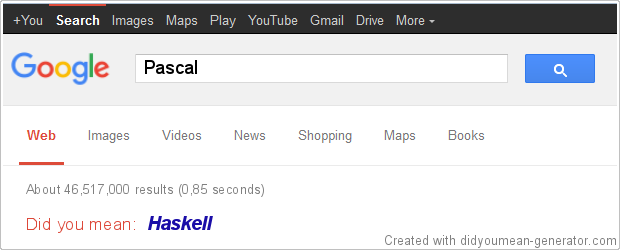 +You Search Images Maps Play YouTube Gmail Drive More
Google Pascal
Web Images Videos News Shopping Maps Books
About 46,517,000 results (0,85 seconds)
Did you mean: Haskell
Created with didyoumean-generator.com